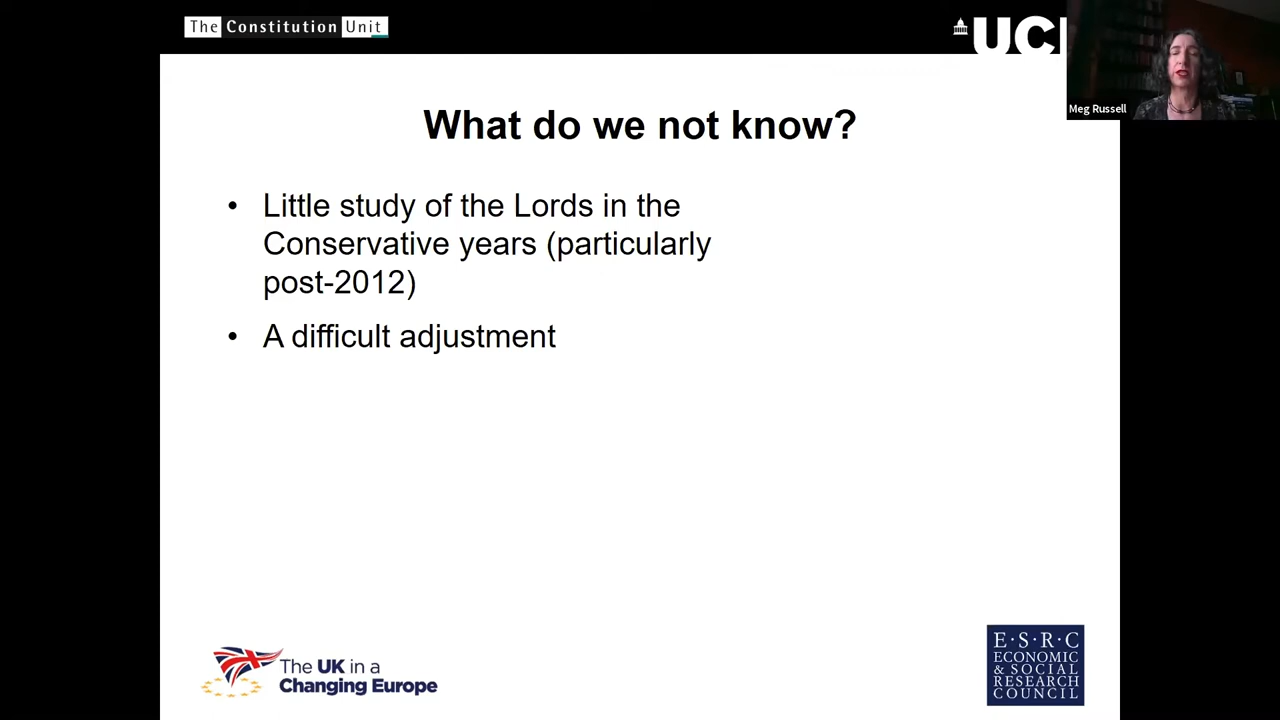 The Constitution Unit
UC
Meg Russell
What do we not know?
• Little study of the Lords in the
Conservative years (particularly
post-2012)
• A difficult adjustment
The UK in a
Changing Europe
E·S·R·C
ECONOMIC
& SOCIAL
RESEARCH
COUNCIL